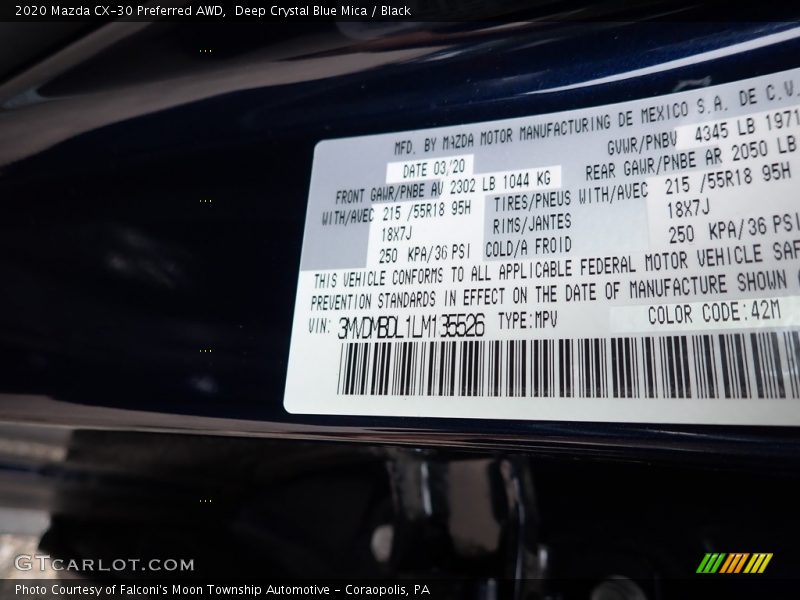 2020 Mazda CX-30 Preferred AWD, Deep Crystal Blue Mica / Black
MFD. BY MAZDA MOTOR MANUFACTURING DE MEXICO S.A. DE C.V.
DATE 03/20 GVWR/PNBV 4345 LB 1971
FRONT GAWR/PNBE AV 2302 LB 1044 KG REAR GAWR/PNBE AR 2050 LB
WITH/AVEC 215 /55R18 95H TIRES/PNEUS WITH/AVEC 215 /55R18 95H
18X7J RIMS/JANTES 18X7J
250 KPA/36 PSI COLD/A FROID 250 KPA/36 PSI
THIS VEHICLE CONFORMS TO ALL APPLICABLE FEDERAL MOTOR VEHICLE SAF
PREVENTION STANDARDS IN EFFECT ON THE DATE OF MANUFACTURE SHOWN
VIN: 3MVDMBDL1LM135526 TYPE:MPV COLOR CODE:42M
GTCARLOT.COM
Photo Courtesy of Falconi's Moon Township Automotive - Coraopolis, PA